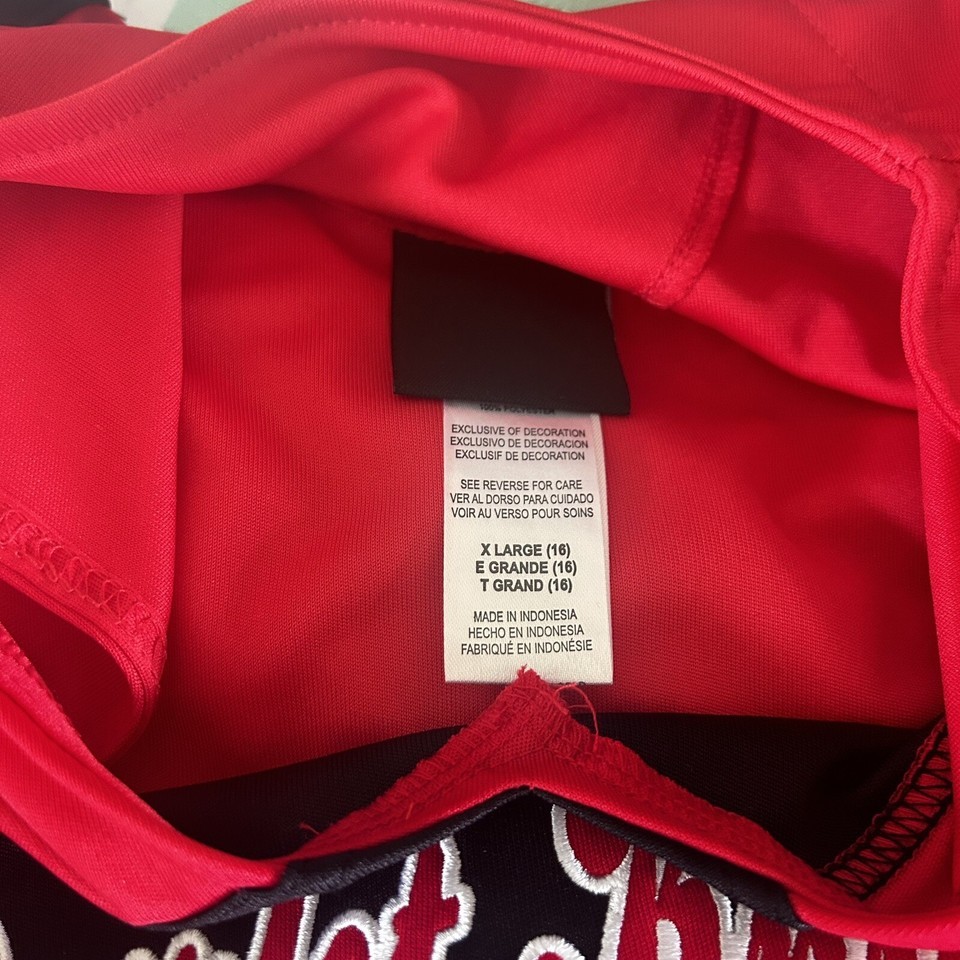 100% POLYESTER
EXCLUSIVE OF DECORATION
EXCLUSIVO DE DECORACION
EXCLUSIF DE DECORATION
SEE REVERSE FOR CARE
VER AL DORSO PARA CUIDADO
VOIR AU VERSO POUR SOINS
X LARGE (16)
E GRANDE (16)
T GRAND (16)
MADE IN INDONESIA
HECHO EN INDONESIA
FABRIQUÉ EN INDONÉSIE